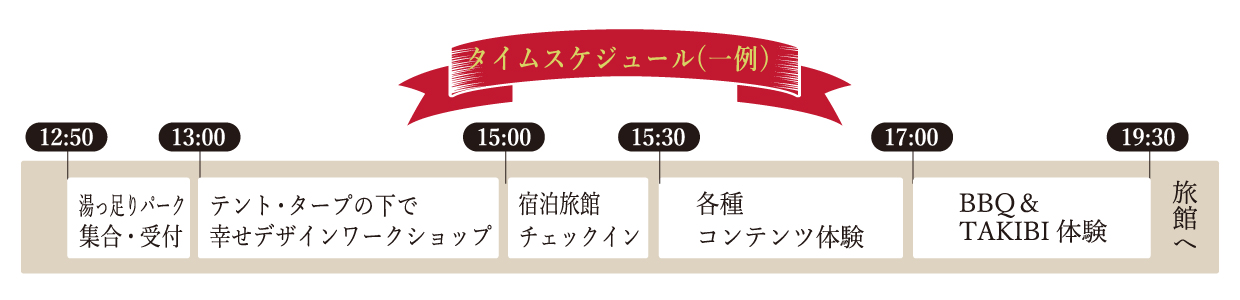 タイムスケジュール(一例)
12:50
13:00
15:00
15:30
17:00
19:30
湯っ足りパーク
集合・受付
テント・タープの下で
幸せデザインワークショップ
宿泊旅館
チェックイン
各種
コンテンツ体験
BBQ&
TAKIBI 体験
旅館へ